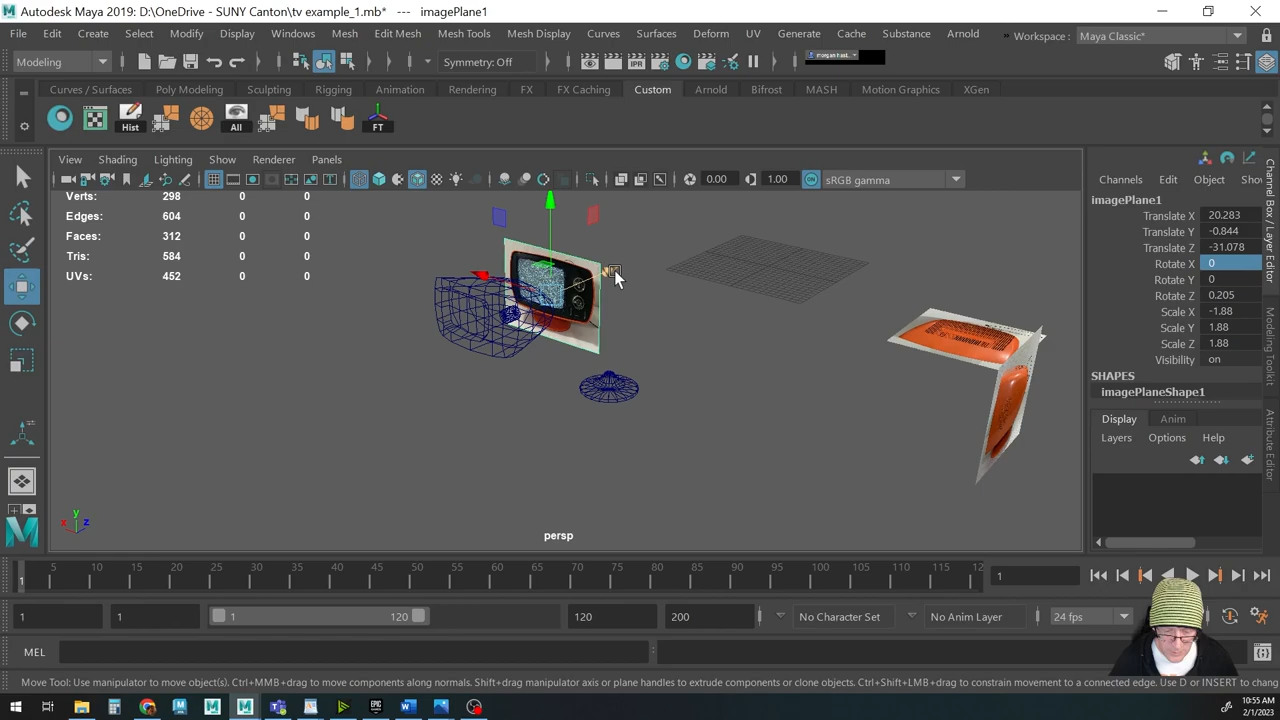 Autodesk Maya 2019: D:\OneDrive - SUNY Canton\tv example_1.mb*   ---   imagePlane1
File Edit Create Select Modify Display Windows Mesh Edit Mesh Mesh Tools Mesh Display Curves Surfaces Deform UV Generate Cache Substance Arnold » Workspace: Maya Classic*
Modeling Symmetry: Off
Curves / Surfaces Poly Modeling Sculpting Rigging Animation Rendering FX FX Caching Custom Arnold Bifrost MASH Motion Graphics XGen
Hist All FT
View Shading Lighting Show Renderer Panels
0.00 1.00 ON sRGB gamma
Verts: 298 0 0
Edges: 604 0 0
Faces: 312 0 0
Tris: 584 0 0
UVs: 452 0 0
y
x z
persp
Channels Edit Object Show
imagePlane1
Translate X 20.283
Translate Y -0.844
Translate Z -31.078
Rotate X 0
Rotate Y 0
Rotate Z 0.205
Scale X -1.88
Scale Y 1.88
Scale Z 1.88
Visibility on
SHAPES
imagePlaneShape1
Display Anim
Layers Options Help
Channel Box / Layer Editor
Modeling Toolkit
Attribute Editor
1 5 10 15 20 25 30 35 40 45 50 55 60 65 70 75 80 85 90 95 100 105 110 115 12 1
1 1 1 120 120 200 No Character Set No Anim Layer 24 fps
MEL
Move Tool: Use manipulator to move object(s). Ctrl+MMB+drag to move components along normals. Shift+drag manipulator axis or plane handles to extrude components or clone objects. Ctrl+Shift+LMB+drag to constrain movement to a connected edge. Use D or INSERT to change
10:55 AM
2/1/2023